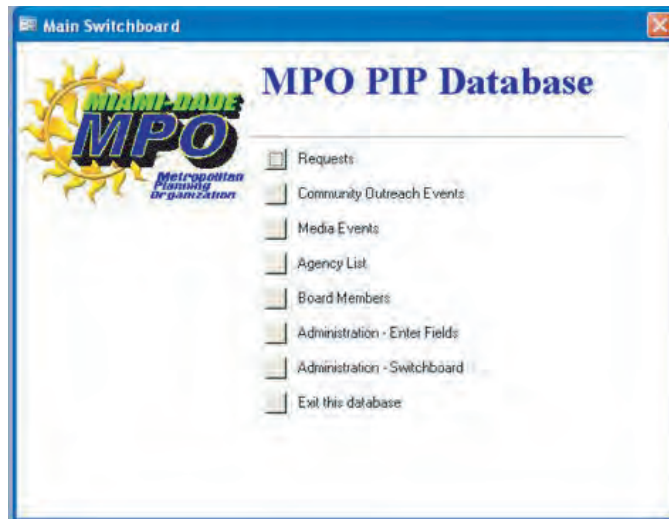 Main Switchboard
MIAMI-DADE
MPO
Metropolitan
Planning
Organization
MPO PIP Database
Requests
Community Outreach Events
Media Events
Agency List
Board Members
Administration - Enter Fields
Administration - Switchboard
Exit this database